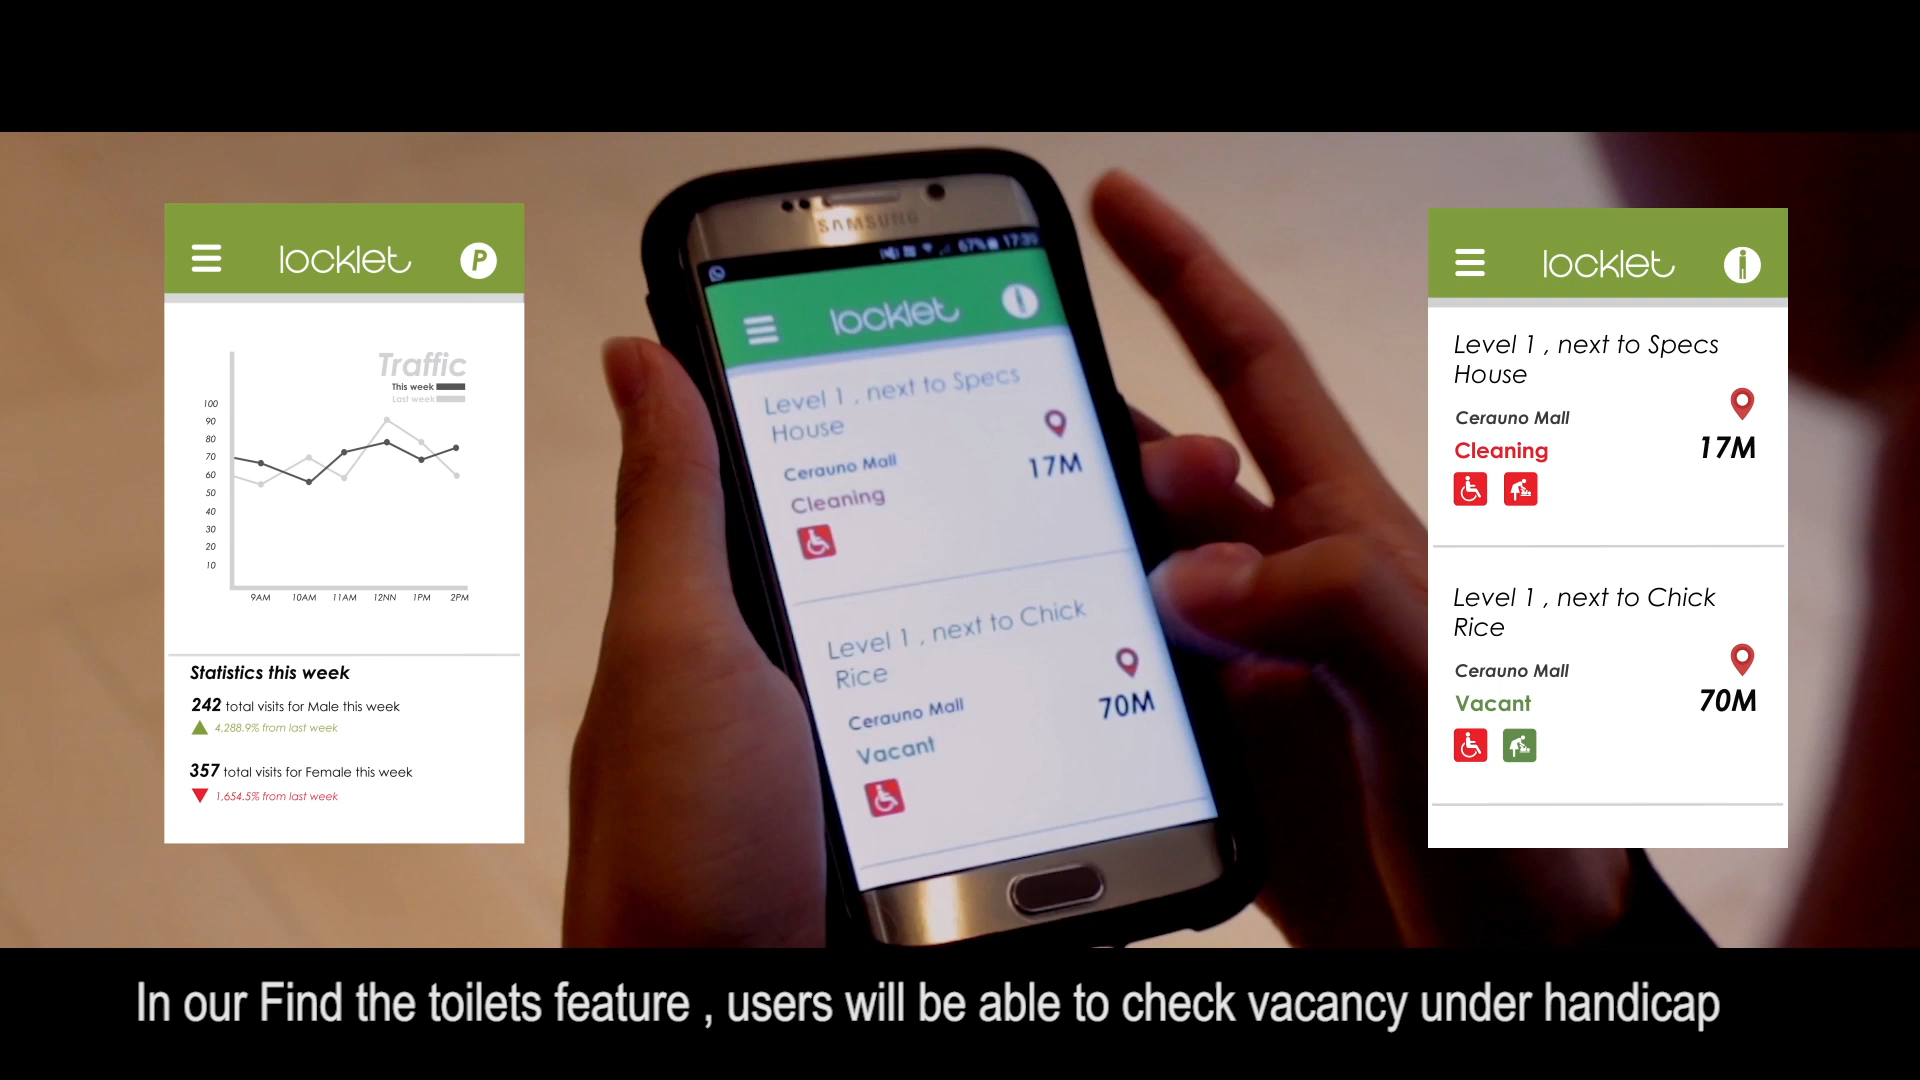 locklet
P
Traffic
This week
Last week
100
90
80
70
60
50
40
30
20
10
9AM 10AM 11AM 12NN 1PM 2PM
Statistics this week
242 total visits for Male this week
4,288.9% from last week
357 total visits for Female this week
1,654.5% from last week
SAMSUNG
67% 17:39
locklet
Level 1 , next to Specs
House
Cerauno Mall
17M
Cleaning
Level 1 , next to Chick
Rice
Cerauno Mall
70M
Vacant
locklet
Level 1 , next to Specs
House
Cerauno Mall
Cleaning
17M
Level 1 , next to Chick
Rice
Cerauno Mall
Vacant
70M
In our Find the toilets feature , users will be able to check vacancy under handicap